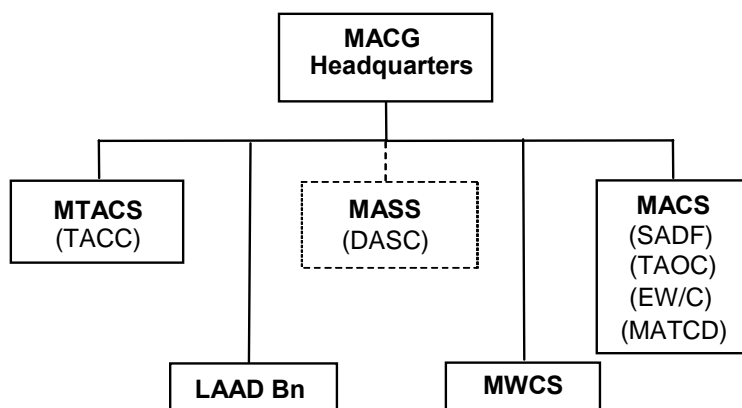 MACG
Headquarters
MTACS
(TACC)
MASS
(DASC)
MACS
(SADF)
(TAOC)
(EW/C)
(MATCD)
LAAD Bn
MWCS